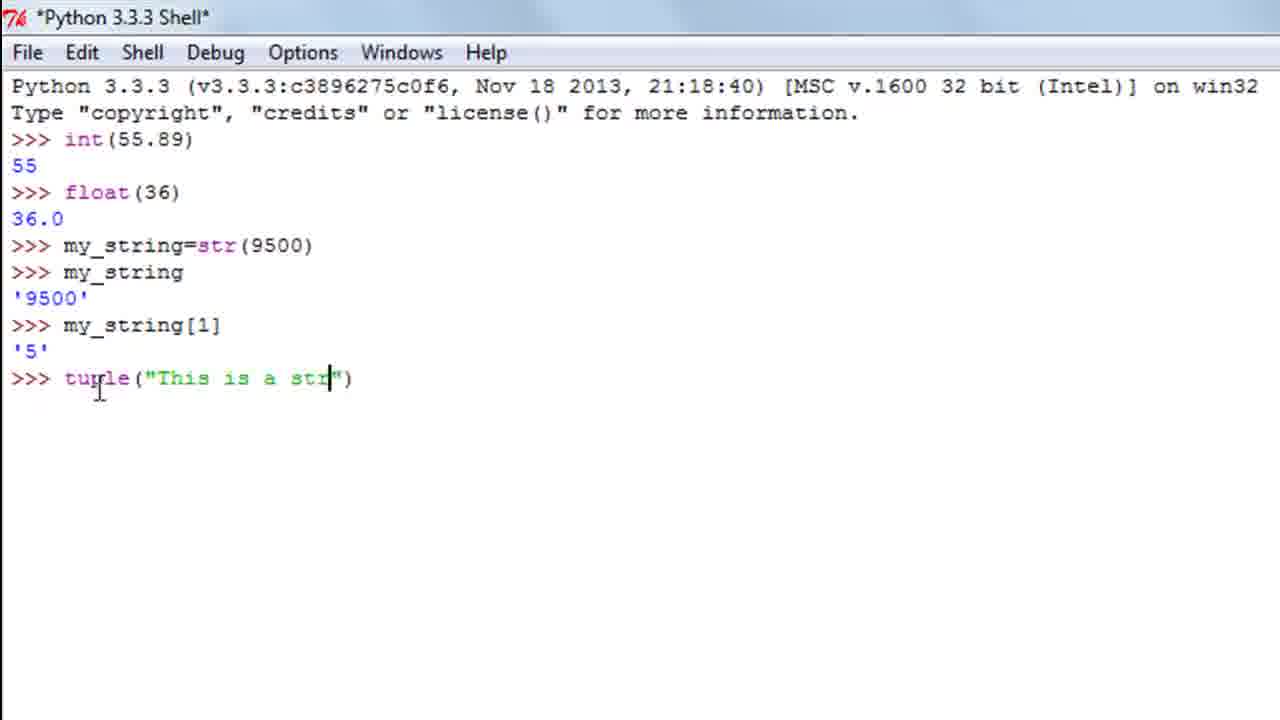 *Python 3.3.3 Shell*
File Edit Shell Debug Options Windows Help
Python 3.3.3 (v3.3.3:c3896275c0f6, Nov 18 2013, 21:18:40) [MSC v.1600 32 bit (Intel)] on win32
Type "copyright", "credits" or "license()" for more information.
>>> int(55.89)
55
>>> float(36)
36.0
>>> my_string=str(9500)
>>> my_string
'9500'
>>> my_string[1]
'5'
>>> tuple("This is a str")